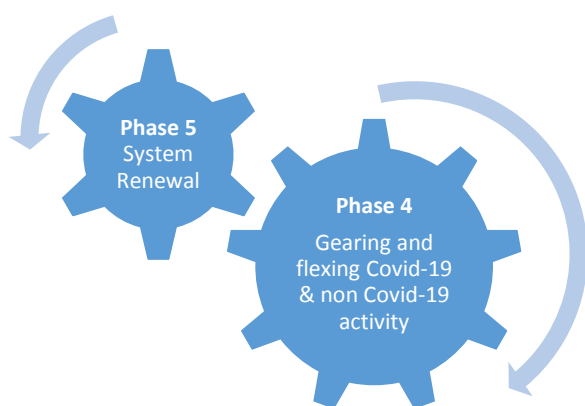 Phase 5
System
Renewal
Phase 4
Gearing and
flexing Covid-19
& non Covid-19
activity